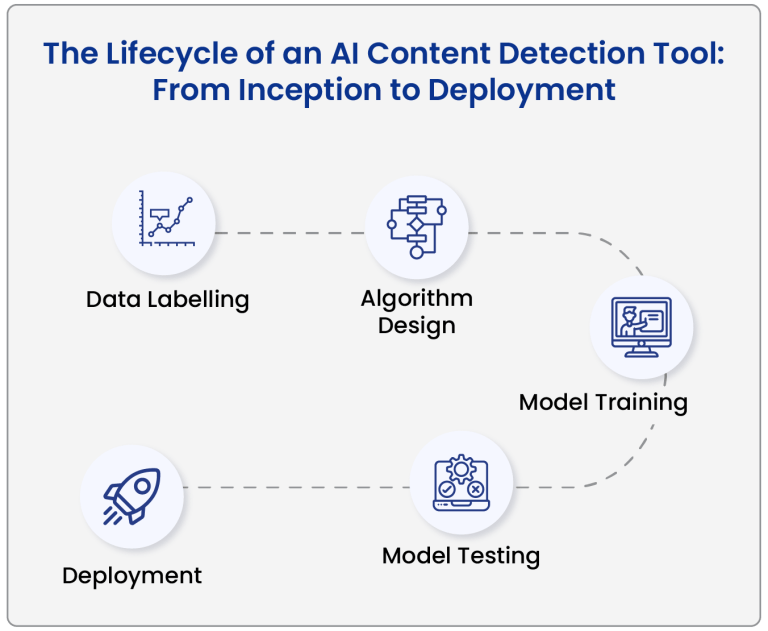 The Lifecycle of an AI Content Detection Tool:
From Inception to Deployment
Data Labelling
Algorithm
Design
Model Training
Model Testing
Deployment